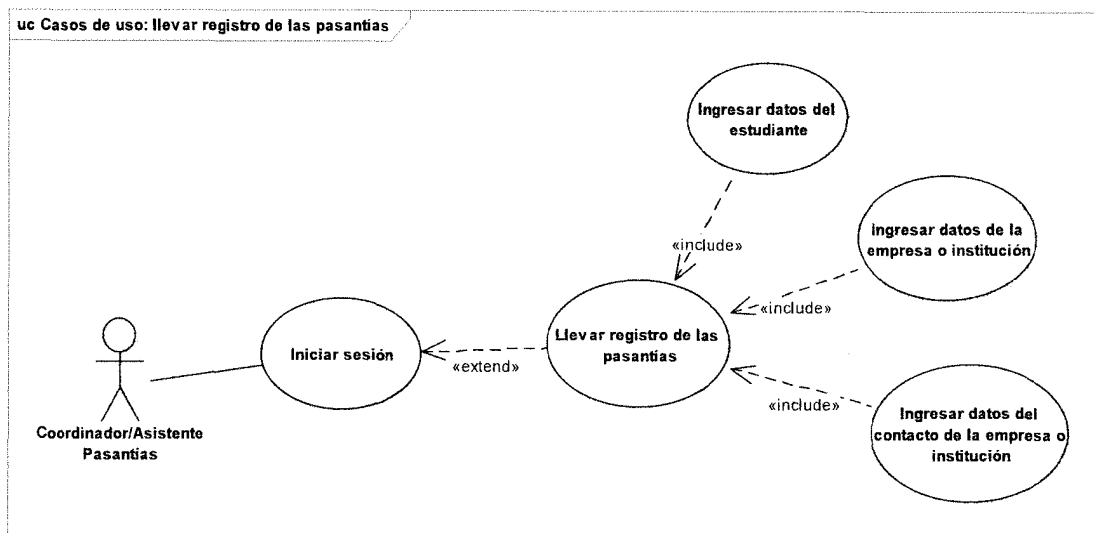 uc Casos de uso: llevar registro de las pasantías
Ingresar datos del
estudiante
ingresar datos de la
empresa o institución
«include»
«include»
Llevar registro de las
pasantías
Iniciar sesión
«extend»
«include»
Ingresar datos del
contacto de la empresa o
institución
Coordinador/Asistente
Pasantías